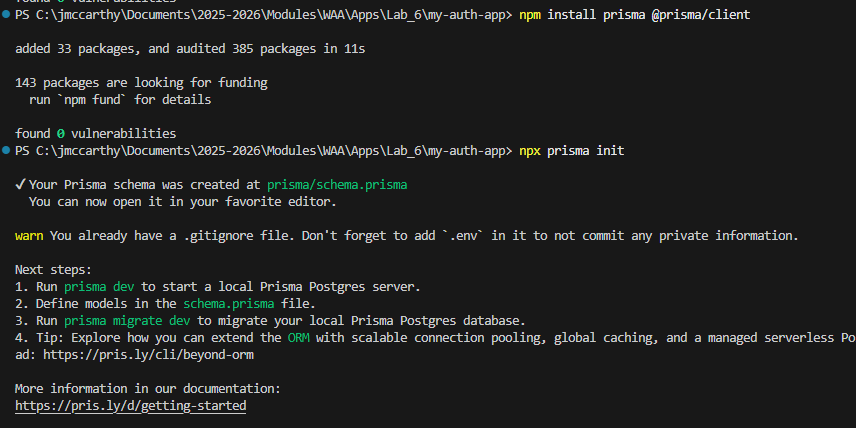 found 0 vulnerabilities
PS C:\jmccarthy\Documents\2025-2026\Modules\WAA\Apps\Lab_6\my-auth-app> npm install prisma @prisma/client
added 33 packages, and audited 385 packages in 11s
143 packages are looking for funding
run `npm fund` for details
found 0 vulnerabilities
PS C:\jmccarthy\Documents\2025-2026\Modules\WAA\Apps\Lab_6\my-auth-app> npx prisma init
✓ Your Prisma schema was created at prisma/schema.prisma
You can now open it in your favorite editor.
warn You already have a .gitignore file. Don't forget to add `.env` in it to not commit any private information.
Next steps:
1. Run prisma dev to start a local Prisma Postgres server.
2. Define models in the schema.prisma file.
3. Run prisma migrate dev to migrate your local Prisma Postgres database.
4. Tip: Explore how you can extend the ORM with scalable connection pooling, global caching, and a managed serverless Po
ad: https://pris.ly/cli/beyond-orm
More information in our documentation:
https://pris.ly/d/getting-started